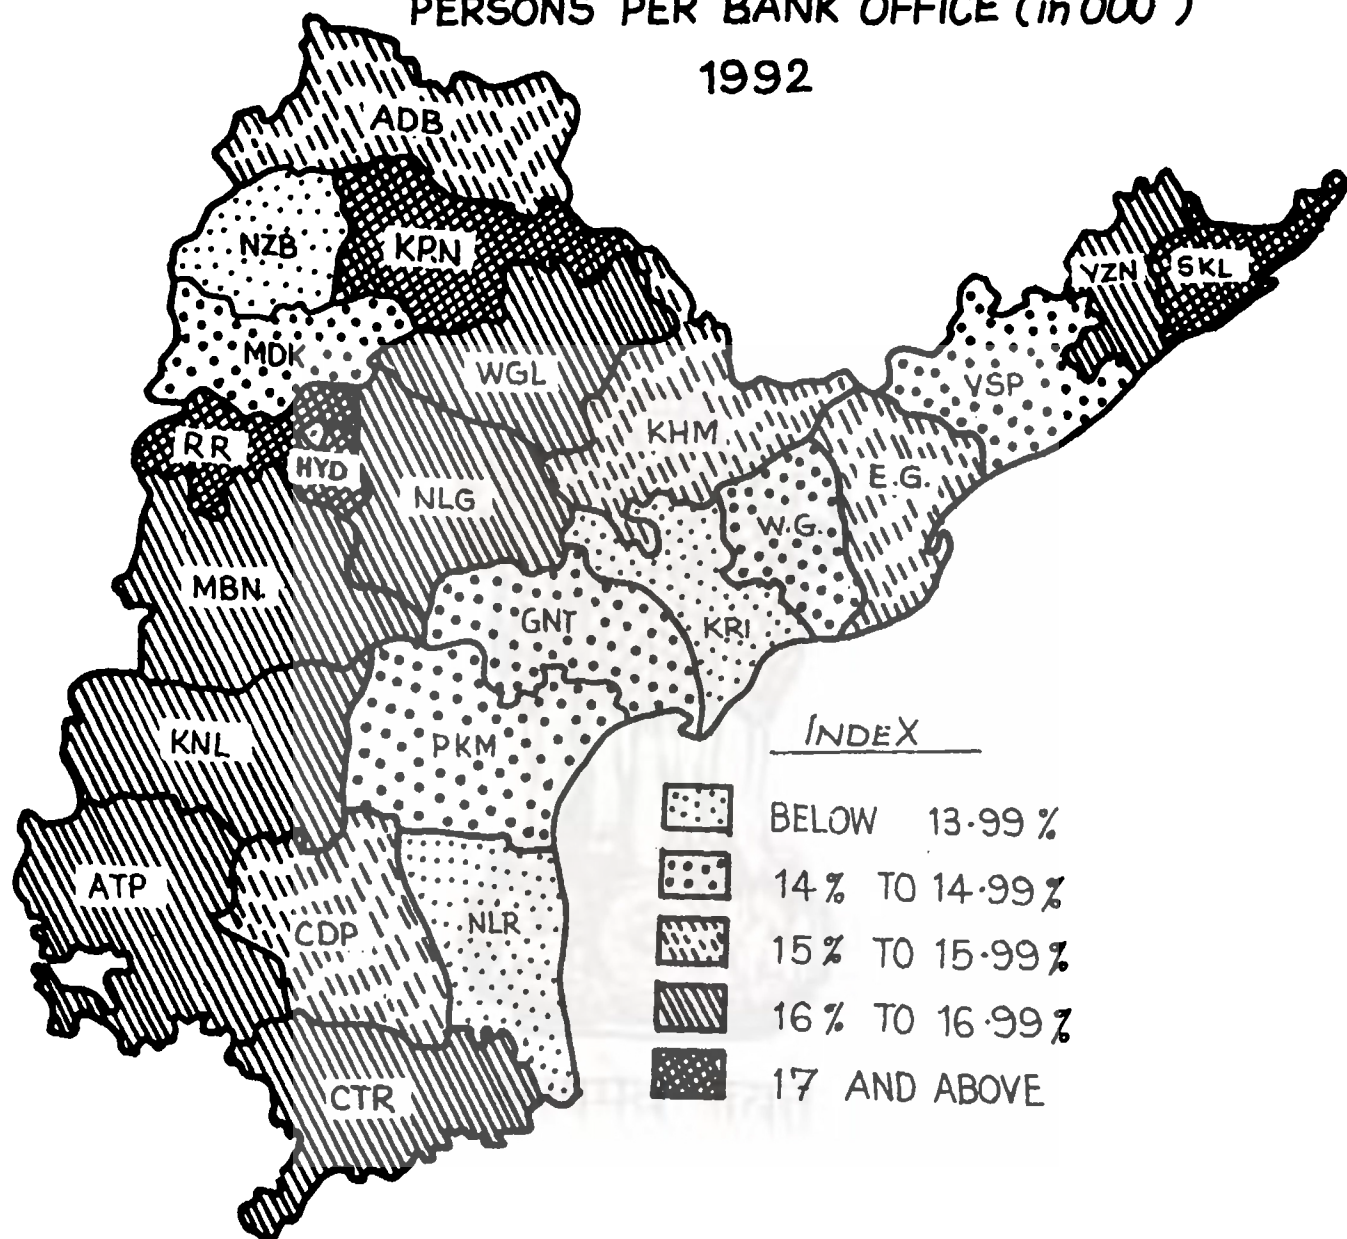 PERSONS PER BANK OFFICE (in 000')
1992
ADB
NZB
KRN
VZN
SKL
MDK
WGL
VSP
RR
KHM
HYD
NLG
E.G.
W.G.
MBN
GNT
KRI
KNL
PKM
INDEX
BELOW 13.99 %
ATP
14 % TO 14.99 %
CDP
NLR
15 % TO 15.99 %
16 % TO 16.99 %
17 AND ABOVE
CTR